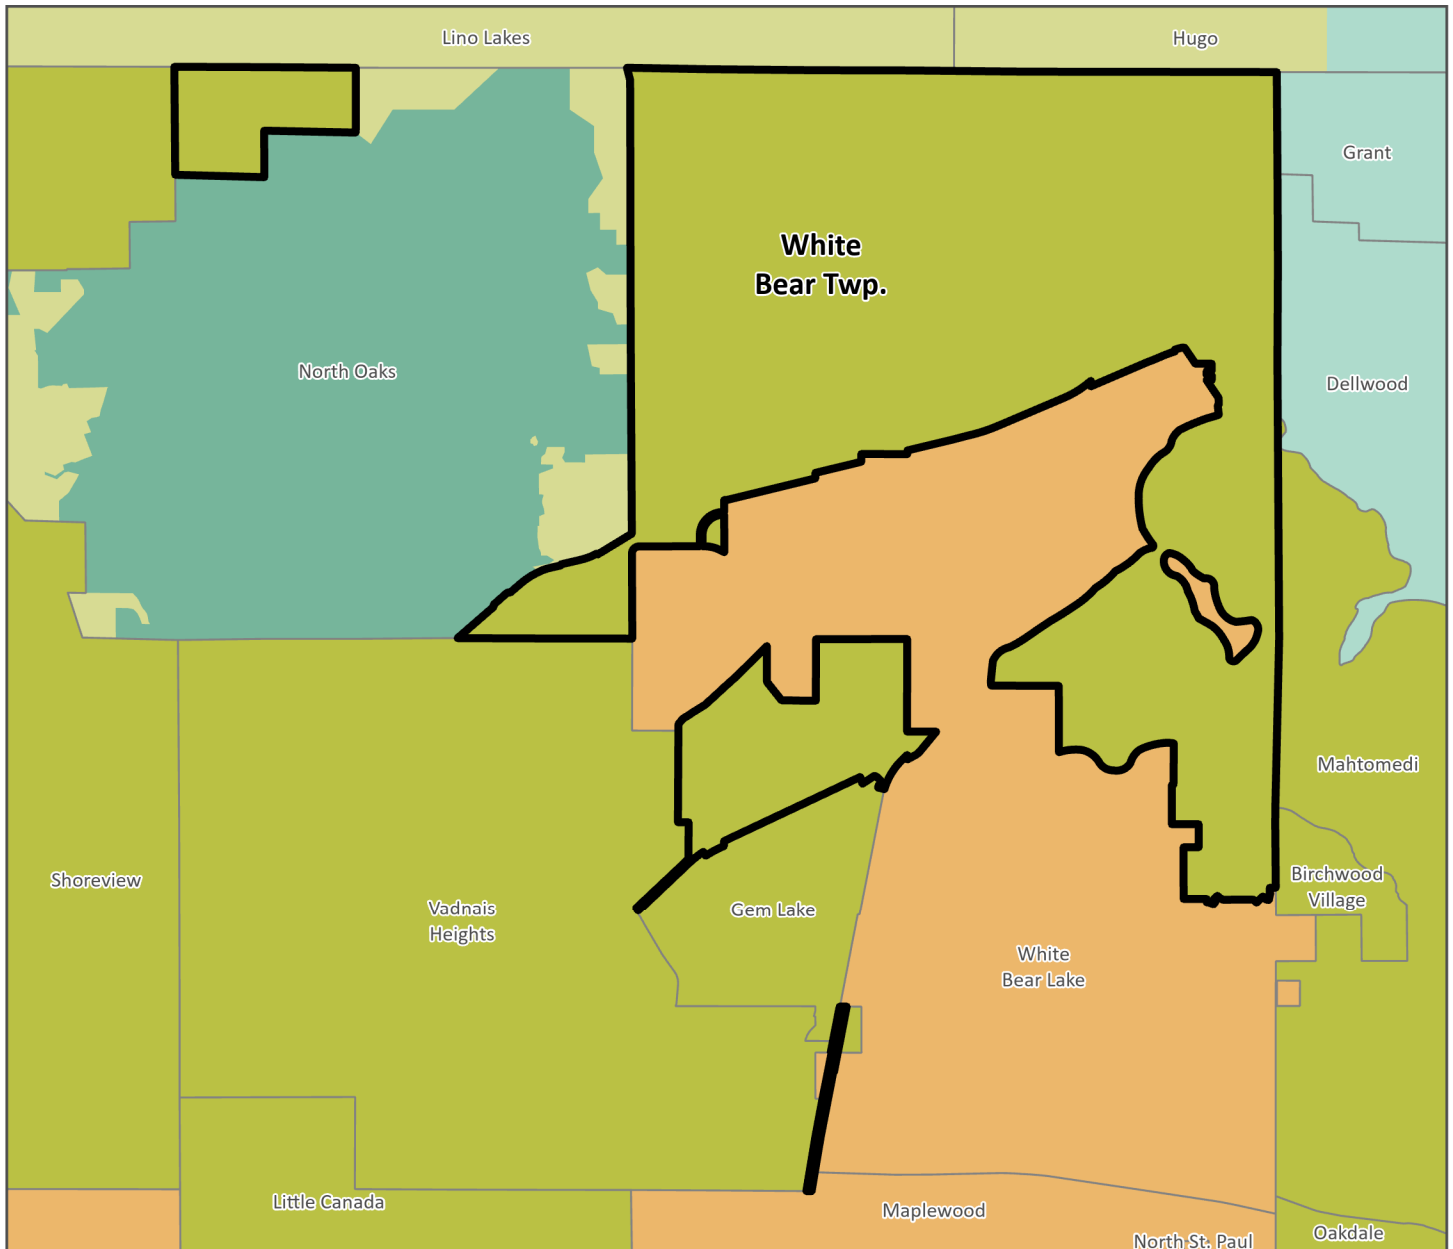 Lino Lakes
Hugo
Grant
White
Bear Twp.
North Oaks
Dellwood
Mahtomedi
Shoreview
Birchwood
Village
Vadnais
Heights
Gem Lake
White
Bear Lake
Little Canada
Maplewood
Oakdale
North St. Paul